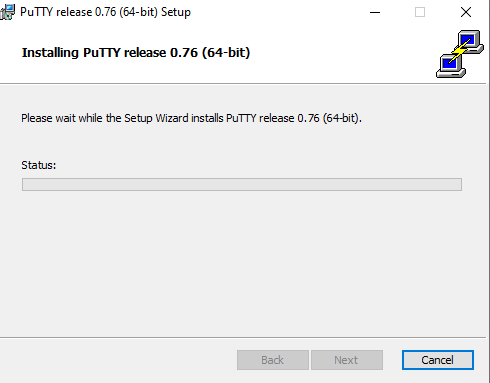 PuTTY release 0.76 (64-bit) Setup
Installing PuTTY release 0.76 (64-bit)
Please wait while the Setup Wizard installs PuTTY release 0.76 (64-bit).
Status:
Back
Next
Cancel